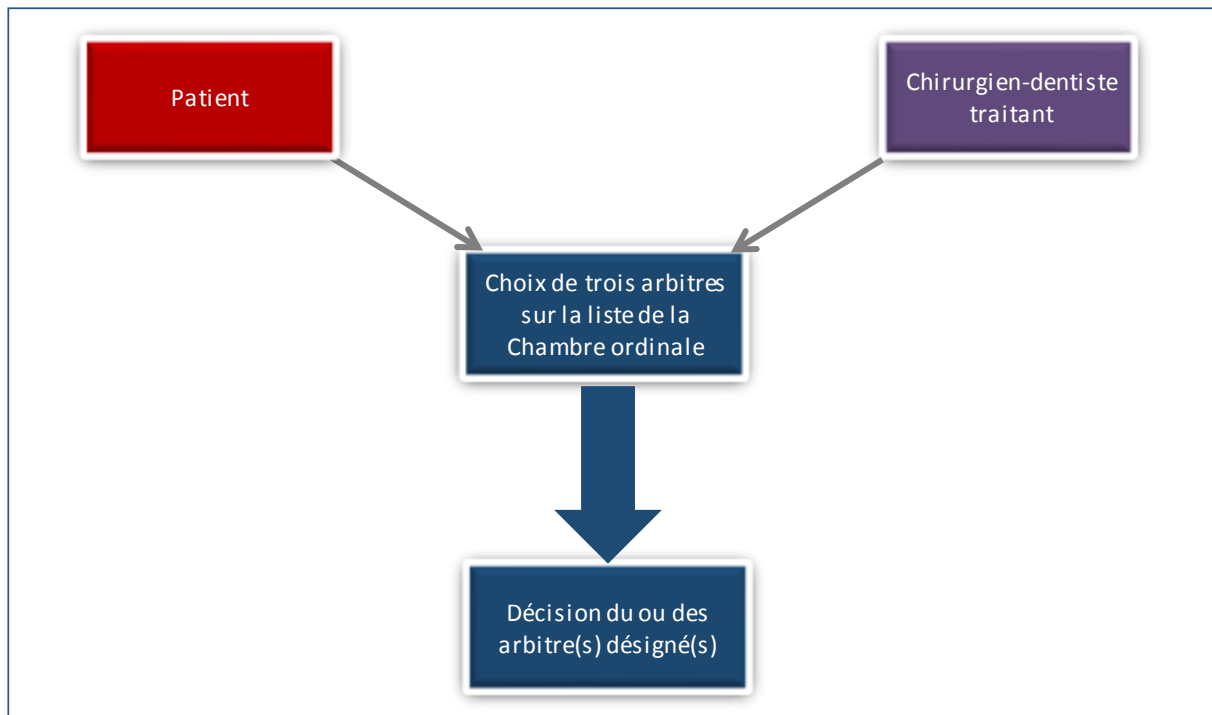 Patient
Chirurgien-dentiste
traitant
Choix de trois arbitres
sur la liste de la
Chambre ordinale
Décision du ou des
arbitre(s) désigné(s)